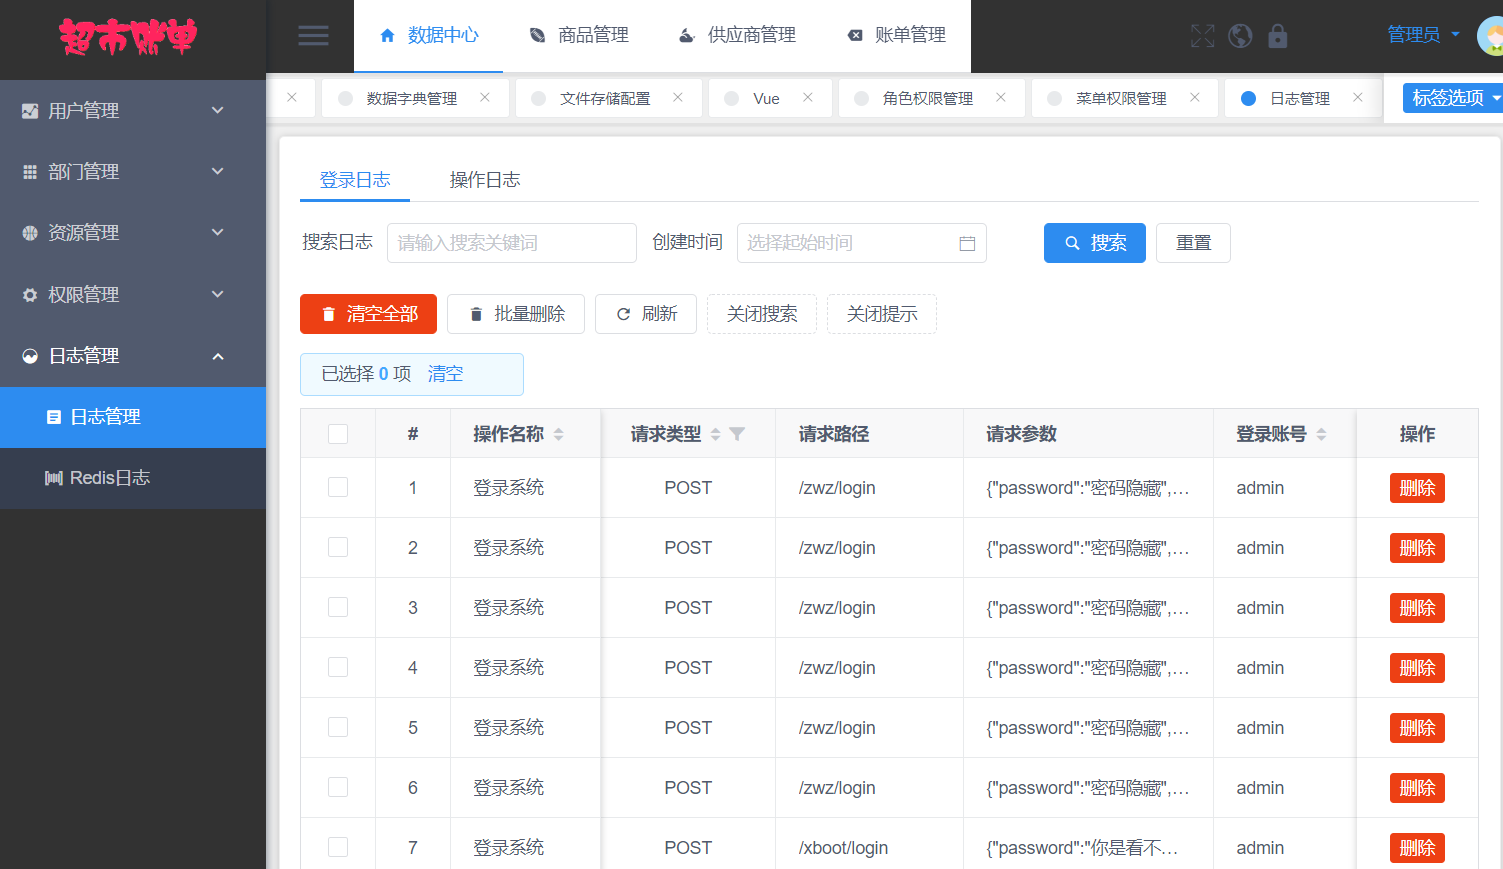 超市账单
数据中心 商品管理 供应商管理 账单管理 管理员
数据字典管理 文件存储配置 Vue 角色权限管理 菜单权限管理 日志管理 标签选项
用户管理
部门管理
资源管理
权限管理
日志管理
日志管理
Redis日志
登录日志 操作日志
搜索日志 请输入搜索关键词 创建时间 选择起始时间 搜索 重置
清空全部 批量删除 刷新 关闭搜索 关闭提示
已选择 0 项 清空
# 操作名称 请求类型 请求路径 请求参数 登录账号 操作
1 登录系统 POST /zwz/login {"password":"密码隐藏",... admin 删除
2 登录系统 POST /zwz/login {"password":"密码隐藏",... admin 删除
3 登录系统 POST /zwz/login {"password":"密码隐藏",... admin 删除
4 登录系统 POST /zwz/login {"password":"密码隐藏",... admin 删除
5 登录系统 POST /zwz/login {"password":"密码隐藏",... admin 删除
6 登录系统 POST /zwz/login {"password":"密码隐藏",... admin 删除
7 登录系统 POST /xboot/login {"password":"你是看不... admin 删除